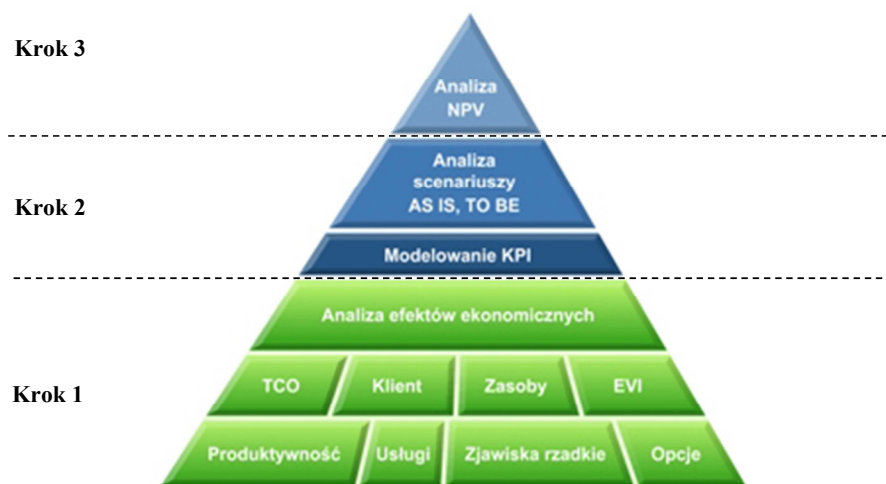 Krok 3
Analiza
NPV
Krok 2
Analiza
scenariuszy
AS IS, TO BE
Modelowanie KPI
Krok 1
Analiza efektów ekonomicznych
TCO Klient Zasoby EVI
Produktywność Usługi Zjawiska rzadkie Opcje